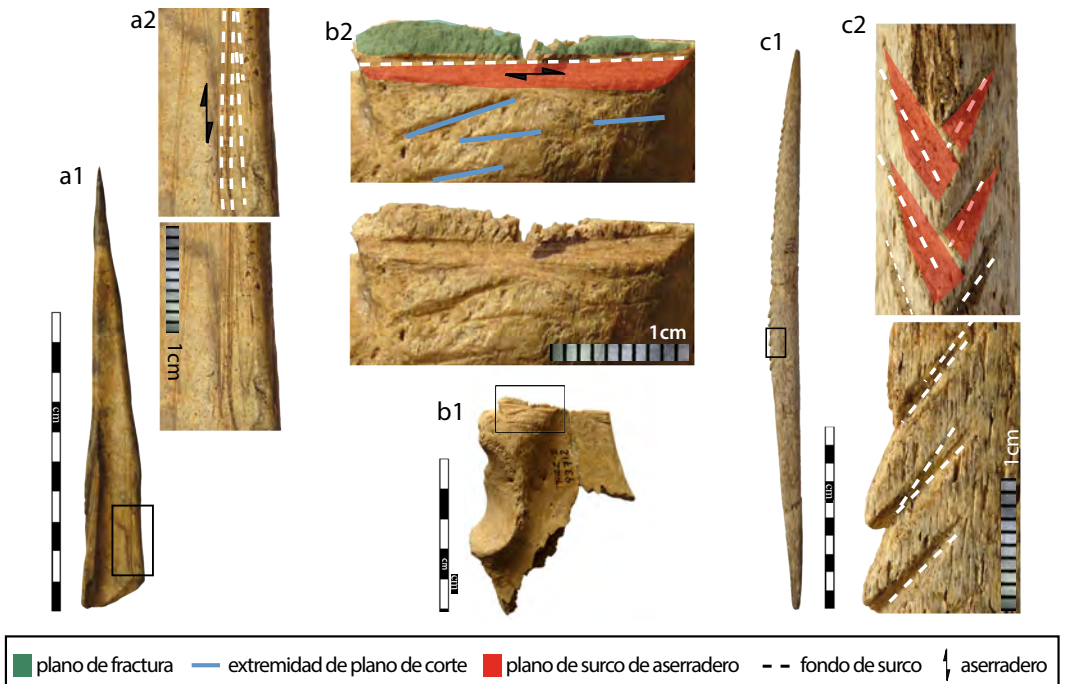 a2
b2
c1
c2
a1
1cm
1cm
1cm
b1
cm
cm
cm
cm
plano de fractura
extremidad de plano de corte
plano de surco de aserradero
fondo de surco
aserradero